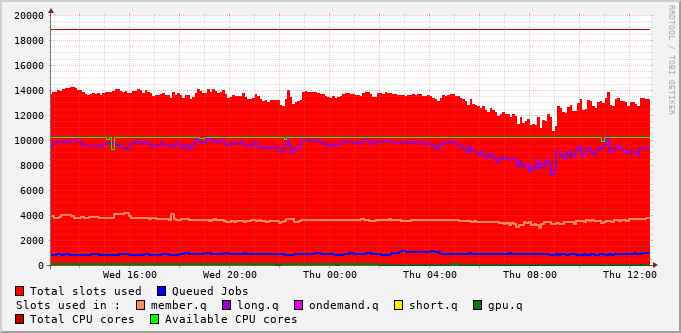 20000
18000
16000
14000
12000
10000
8000
6000
4000
2000
0
Wed 16:00 Wed 20:00 Thu 00:00 Thu 04:00 Thu 08:00 Thu 12:00
RRDTOOL / TOBI OETIKER
Total slots used Queued Jobs
Slots used in : member.q long.q ondemand.q short.q gpu.q
Total CPU cores Available CPU cores